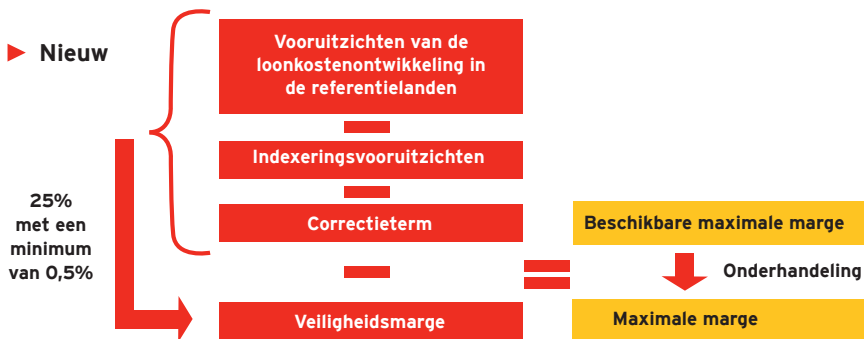 Nieuw
Vooruitzichten van de
loonkostenontwikkeling in
de referentielanden
Indexeringsvooruitzichten
25%
met een
minimum
van 0,5%
Correctieterm
Beschikbare maximale marge
Onderhandeling
Veiligheidsmarge
Maximale marge